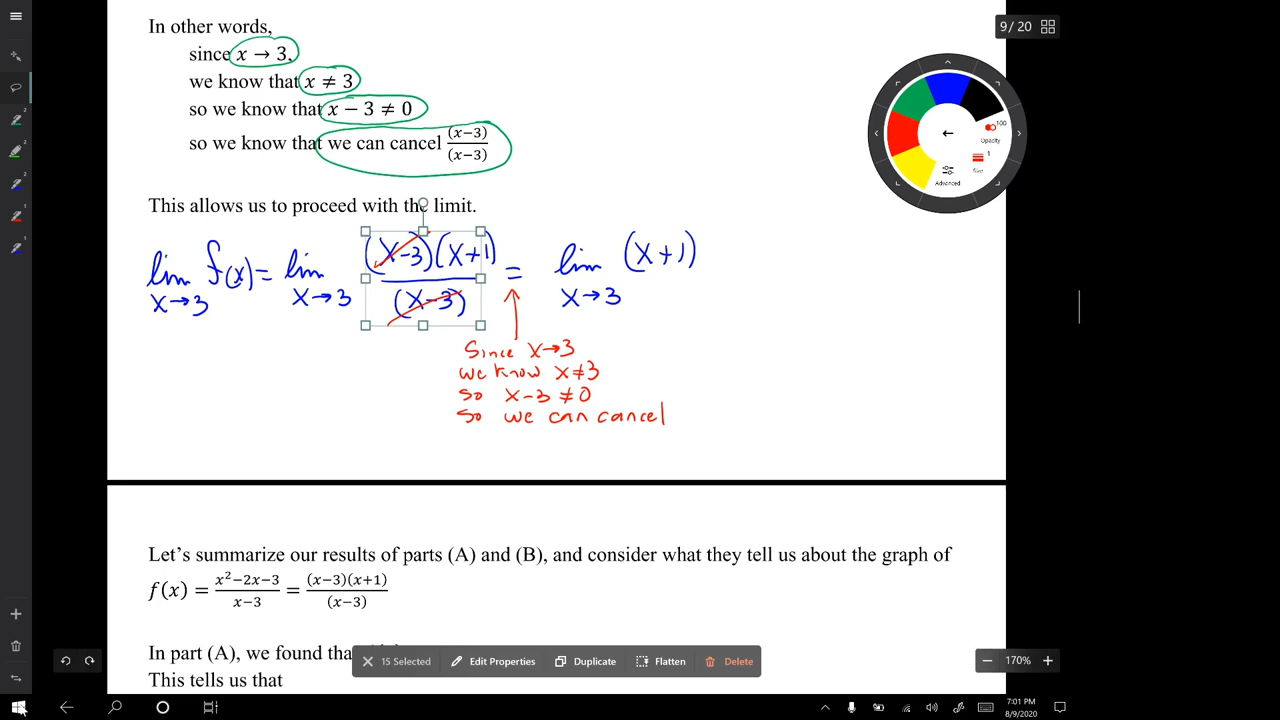 In other words,
9/20
since x → 3,
we know that x ≠ 3
so we know that x − 3 ≠ 0
so we know that we can cancel (x−3)/(x−3)
100
Opacity
1
Size
Advanced
This allows us to proceed with the limit.
lim x→3 f(x) = lim x→3 (x-3)(x+1)/(x-3) = lim x→3 (x+1)
Since x→3
we know x≠3
so x-3 ≠0
so we can cancel
Let's summarize our results of parts (A) and (B), and consider what they tell us about the graph of
f(x) = x²−2x−3/x−3 = (x−3)(x+1)/(x−3)
In part (A), we found tha
15 Selected
Edit Properties
Duplicate
Flatten
Delete
170%
This tells us that
7:01 PM
8/9/2020